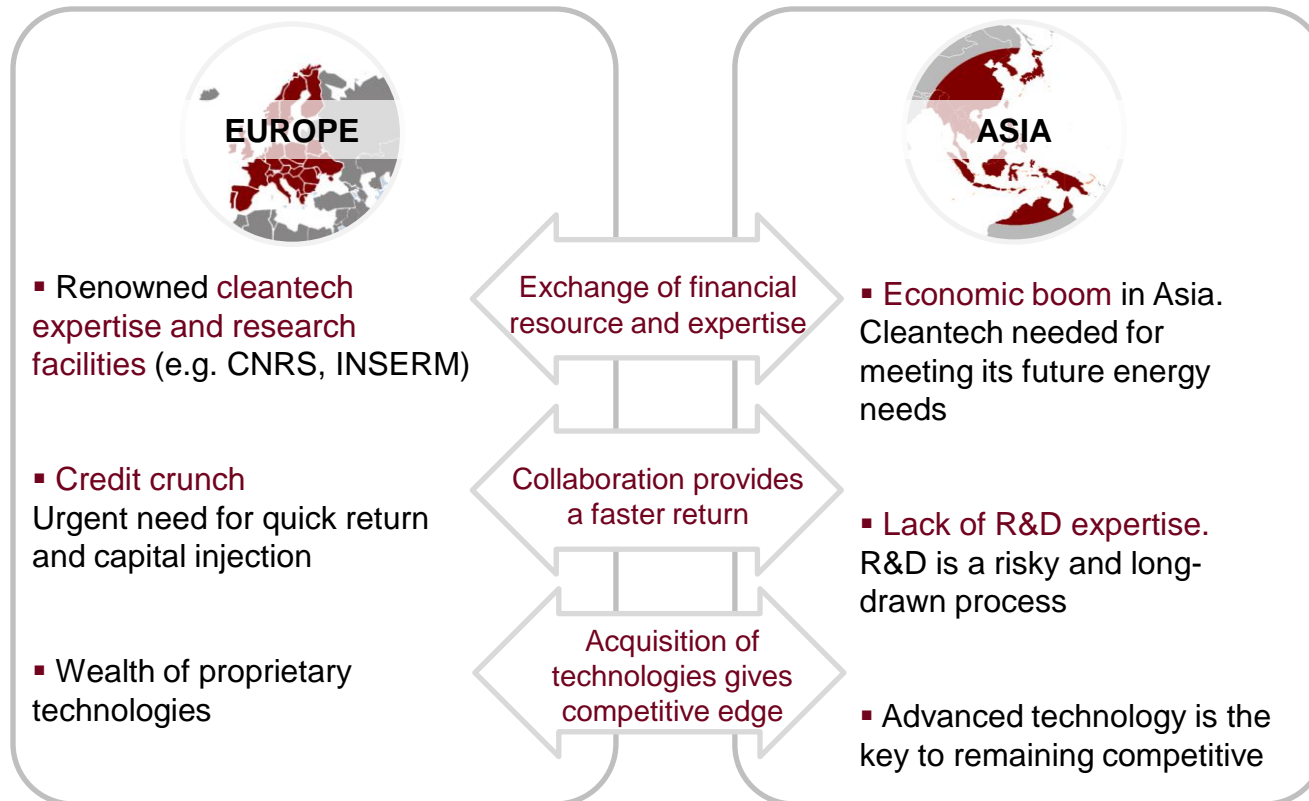 EUROPE
▪ Renowned cleantech
expertise and research
facilities (e.g. CNRS, INSERM)
▪ Credit crunch
Urgent need for quick return
and capital injection
▪ Wealth of proprietary
technologies
Exchange of financial
resource and expertise
Collaboration provides
a faster return
Acquisition of
technologies gives
competitive edge
ASIA
▪ Economic boom in Asia.
Cleantech needed for
meeting its future energy
needs
▪ Lack of R&D expertise.
R&D is a risky and long-
drawn process
▪ Advanced technology is the
key to remaining competitive